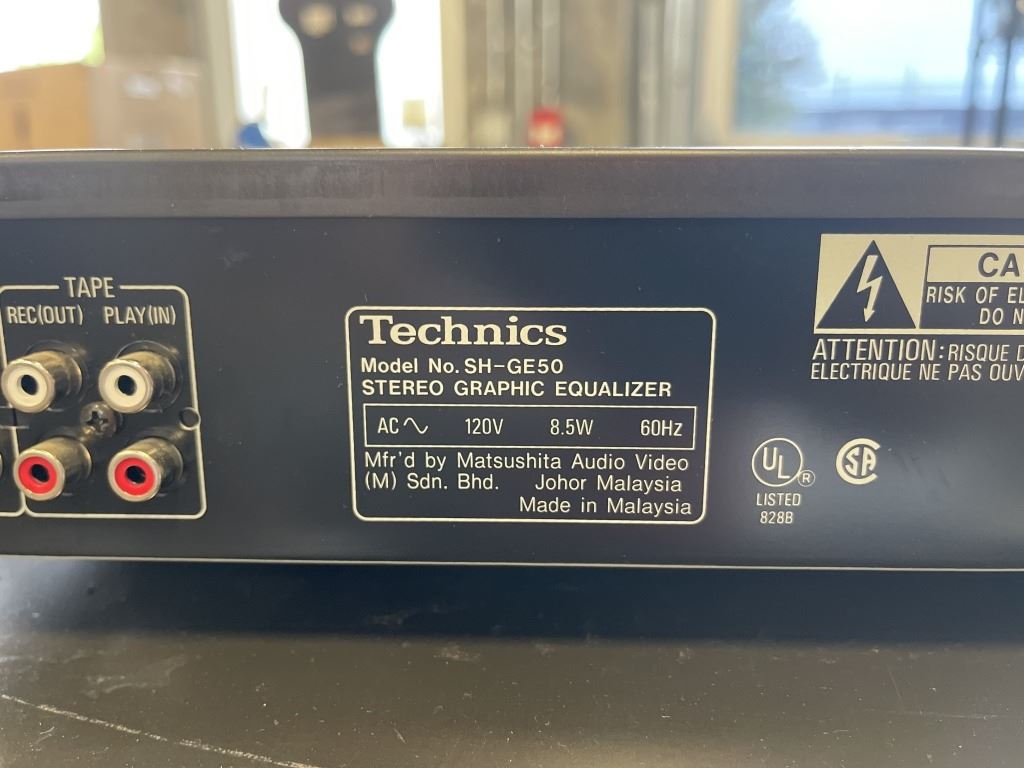 TAPE
REC(OUT) PLAY(IN)
Technics
Model No. SH-GE50
STEREO GRAPHIC EQUALIZER
AC 120V 8.5W 60Hz
Mfr'd by Matsushita Audio Video
(M) Sdn. Bhd. Johor Malaysia
Made in Malaysia
UL ®
LISTED
828B
SA
CA
RISK OF EL
DO N
ATTENTION: RISQUE D
ELECTRIQUE NE PAS OUV